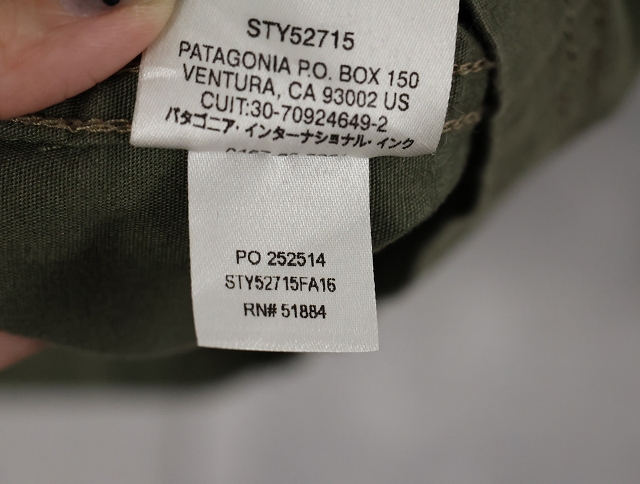 STY52715
PATAGONIA P.O. BOX 150
VENTURA, CA 93002 US
CUIT:30-70924649-2
パタゴニア・インターナショナル・インク
PO 252514
STY52715FA16
RN# 51884